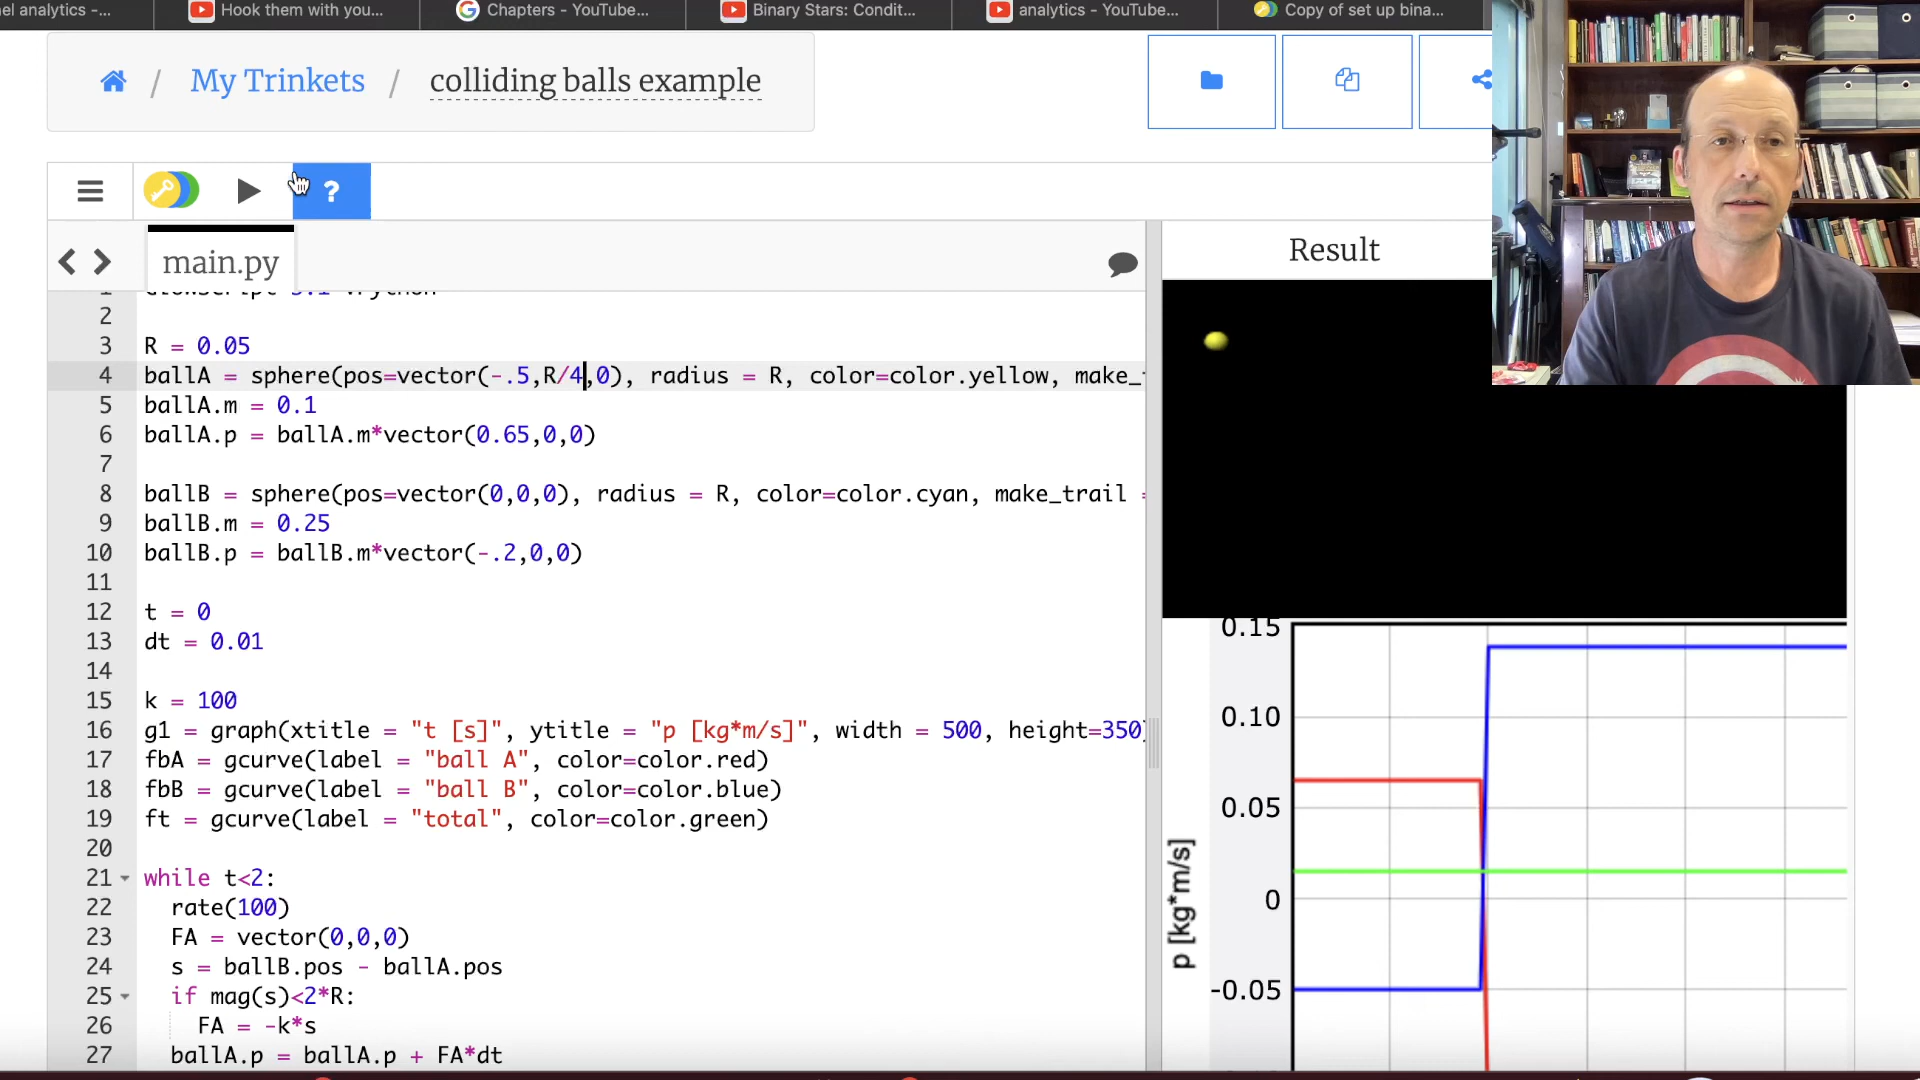 nel analytics -...
Hook them with you...
Chapters - YouTube...
Binary Stars: Condit...
analytics - YouTube...
Copy of set up bina...
/ My Trinkets / colliding balls example
?
main.py
Result
1 GlowScript 3.1 VPython
2
3 R = 0.05
4 ballA = sphere(pos=vector(-.5,R/4,0), radius = R, color=color.yellow, make_
5 ballA.m = 0.1
6 ballA.p = ballA.m*vector(0.65,0,0)
7
8 ballB = sphere(pos=vector(0,0,0), radius = R, color=color.cyan, make_trail =
9 ballB.m = 0.25
10 ballB.p = ballB.m*vector(-.2,0,0)
11
12 t = 0
13 dt = 0.01
14
15 k = 100
16 g1 = graph(xtitle = "t [s]", ytitle = "p [kg*m/s]", width = 500, height=350
17 fbA = gcurve(label = "ball A", color=color.red)
18 fbB = gcurve(label = "ball B", color=color.blue)
19 ft = gcurve(label = "total", color=color.green)
20
21 while t<2:
22 rate(100)
23 FA = vector(0,0,0)
24 s = ballB.pos - ballA.pos
25 if mag(s)<2*R:
26 FA = -k*s
27 ballA.p = ballA.p + FA*dt
0.15
0.10
0.05
0
-0.05
p [kg*m/s]